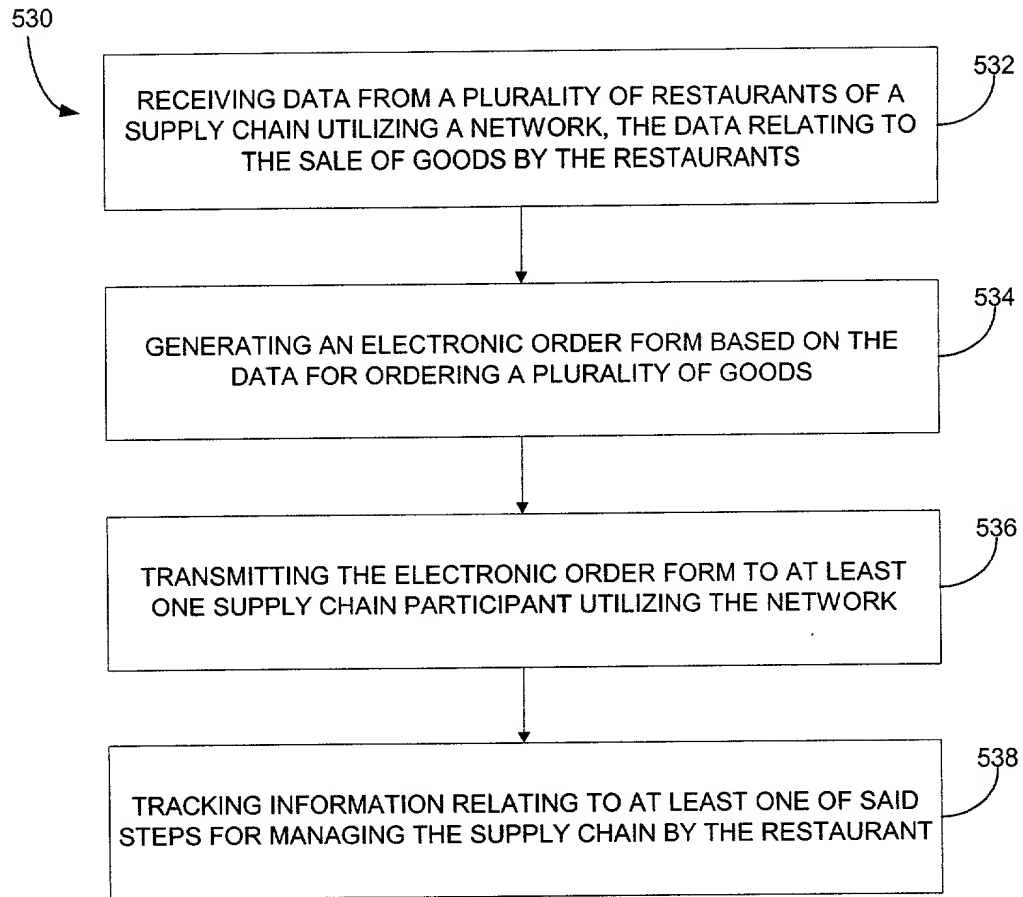 530
532
RECEIVING DATA FROM A PLURALITY OF RESTAURANTS OF A
SUPPLY CHAIN UTILIZING A NETWORK, THE DATA RELATING TO
THE SALE OF GOODS BY THE RESTAURANTS
534
GENERATING AN ELECTRONIC ORDER FORM BASED ON THE
DATA FOR ORDERING A PLURALITY OF GOODS
536
TRANSMITTING THE ELECTRONIC ORDER FORM TO AT LEAST
ONE SUPPLY CHAIN PARTICIPANT UTILIZING THE NETWORK
538
TRACKING INFORMATION RELATING TO AT LEAST ONE OF SAID
STEPS FOR MANAGING THE SUPPLY CHAIN BY THE RESTAURANT